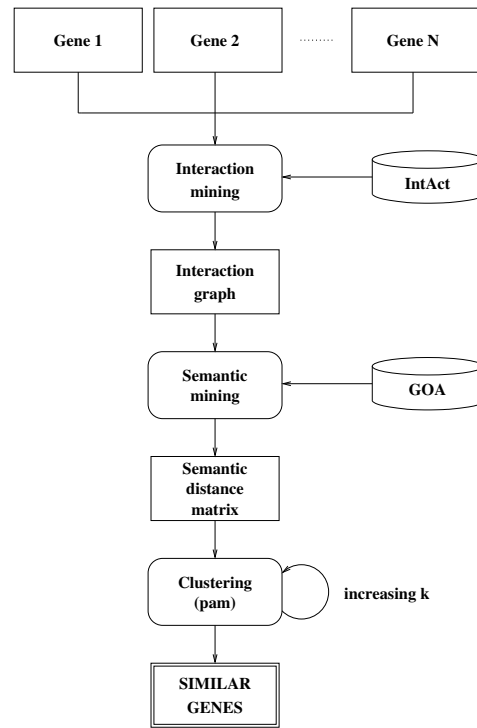 Gene 1
Gene 2
Gene N
Interaction
mining
IntAct
Interaction
graph
Semantic
mining
GOA
Semantic
distance
matrix
Clustering
(pam)
increasing k
SIMILAR
GENES